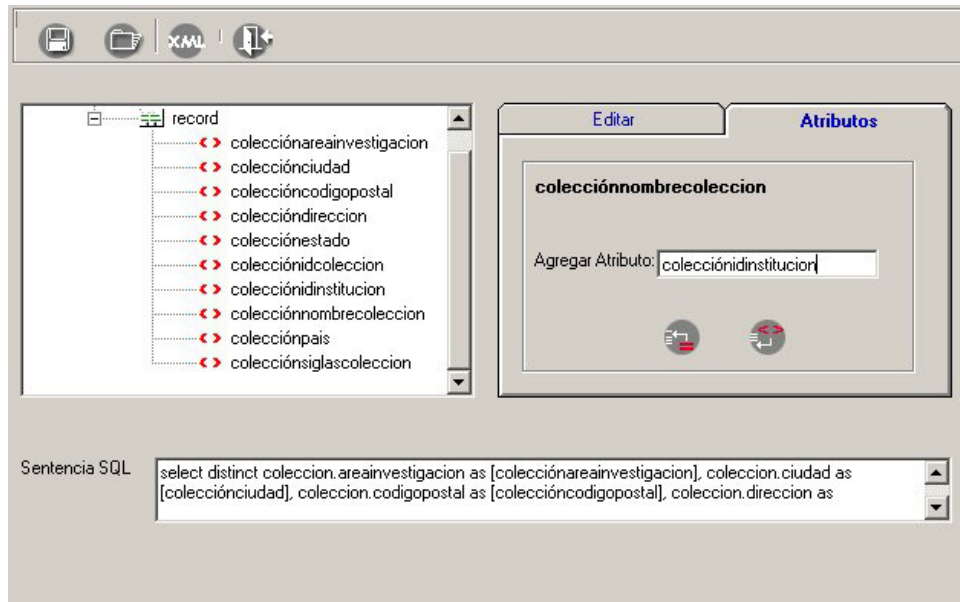 XML
record
colecciónareainvestigacion
colecciónciudad
coleccióncodigopostal
coleccióndireccion
colecciónestado
colecciónidcoleccion
colecciónidinstitucion
colecciónnombrecoleccion
colecciónpais
colecciónsiglascoleccion
Editar
Atributos
colecciónnombrecoleccion
Agregar Atributo: colecciónidinstitucion
Sentencia SQL
select distinct coleccion.areainvestigacion as [colecciónareainvestigacion], coleccion.ciudad as
[colecciónciudad], coleccion.codigopostal as [coleccióncodigopostal], coleccion.direccion as